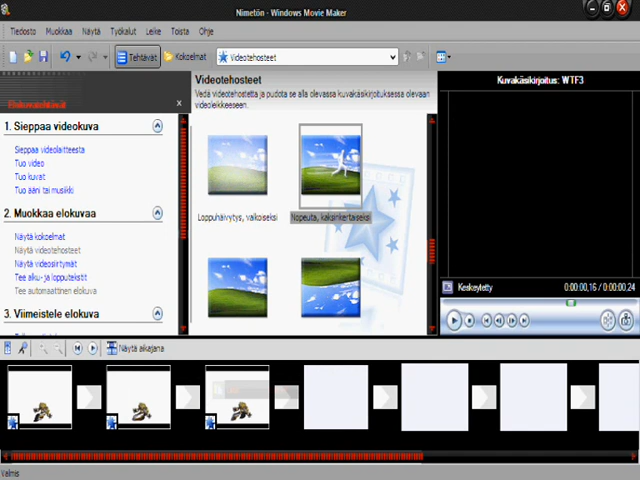 Nimetön - Windows Movie Maker
Tiedosto Muokkaa Näytä Työkalut Leike Toista Ohje
Tehtävät Kokoelmat Videotehosteet
Elokuvatehtävät x
1. Sieppaa videokuva
Sieppaa videolaitteesta
Tuo video
Tuo kuvat
Tuo ääni tai musiikki
2. Muokkaa elokuvaa
Näytä kokoelmat
Näytä videotehosteet
Näytä videosiirtymät
Tee alku- ja lopputekstit
Tee automaattinen elokuva
3. Viimeistele elokuva
Videotehosteet
Vedä videotehostetta ja pudota se alla olevassa kuvakäsikirjoituksessa olevaan
videoleikkeeseen.
Loppuhäivytys, valkoiseksi
Nopeuta, kaksinkertaiseksi
Kuvakäsikirjoitus: WTF3
Keskeytetty 0:00:00,16 / 0:00:00,24
Näytä aikajana
Valmis